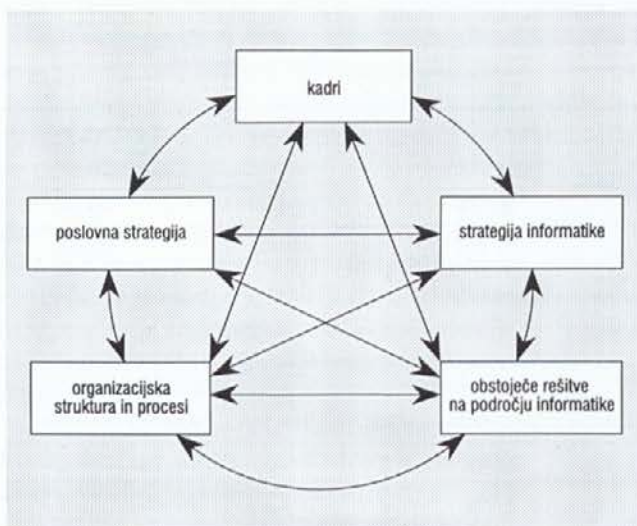 kadri
poslovna strategija
strategija informatike
organizacijska
struktura in procesi
obstoječe rešitve
na področju informatike